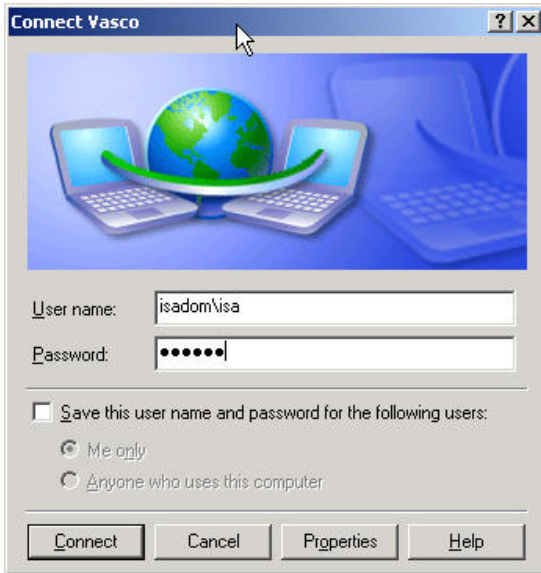 Connect Vasco
User name: isadom\isa
Password: ●●●●●●
Save this user name and password for the following users:
Me only
Anyone who uses this computer
Connect Cancel Properties Help